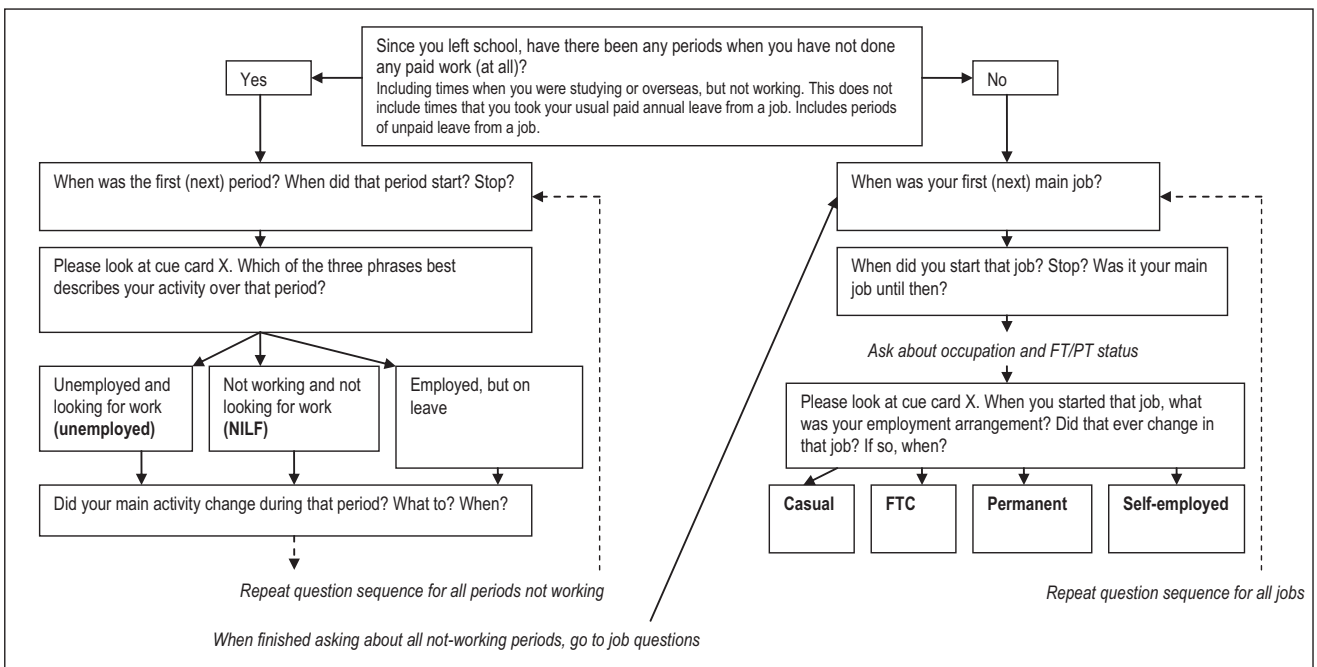 Since you left school, have there been any periods when you have not done
any paid work (at all)?
Including times when you were studying or overseas, but not working. This does not
include times that you took your usual paid annual leave from a job. Includes periods
of unpaid leave from a job.
Yes
No
When was the first (next) period? When did that period start? Stop?
Please look at cue card X. Which of the three phrases best
describes your activity over that period?
Unemployed and
looking for work
(unemployed)
Not working and not
looking for work
(NILF)
Employed, but on
leave
Did your main activity change during that period? What to? When?
Repeat question sequence for all periods not working
When finished asking about all not-working periods, go to job questions
When was your first (next) main job?
When did you start that job? Stop? Was it your main
job until then?
Ask about occupation and FT/PT status
Please look at cue card X. When you started that job, what
was your employment arrangement? Did that ever change in
that job? If so, when?
Casual
FTC
Permanent
Self-employed
Repeat question sequence for all jobs